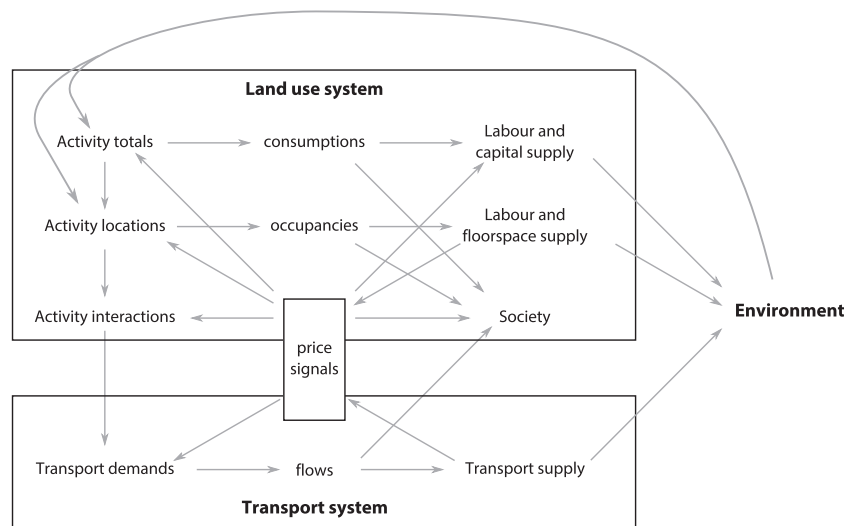 Land use system
Activity totals
consumptions
Labour and
capital supply
Activity locations
occupancies
Labour and
floorspace supply
Activity interactions
Society
Environment
price
signals
Transport demands
flows
Transport supply
Transport system